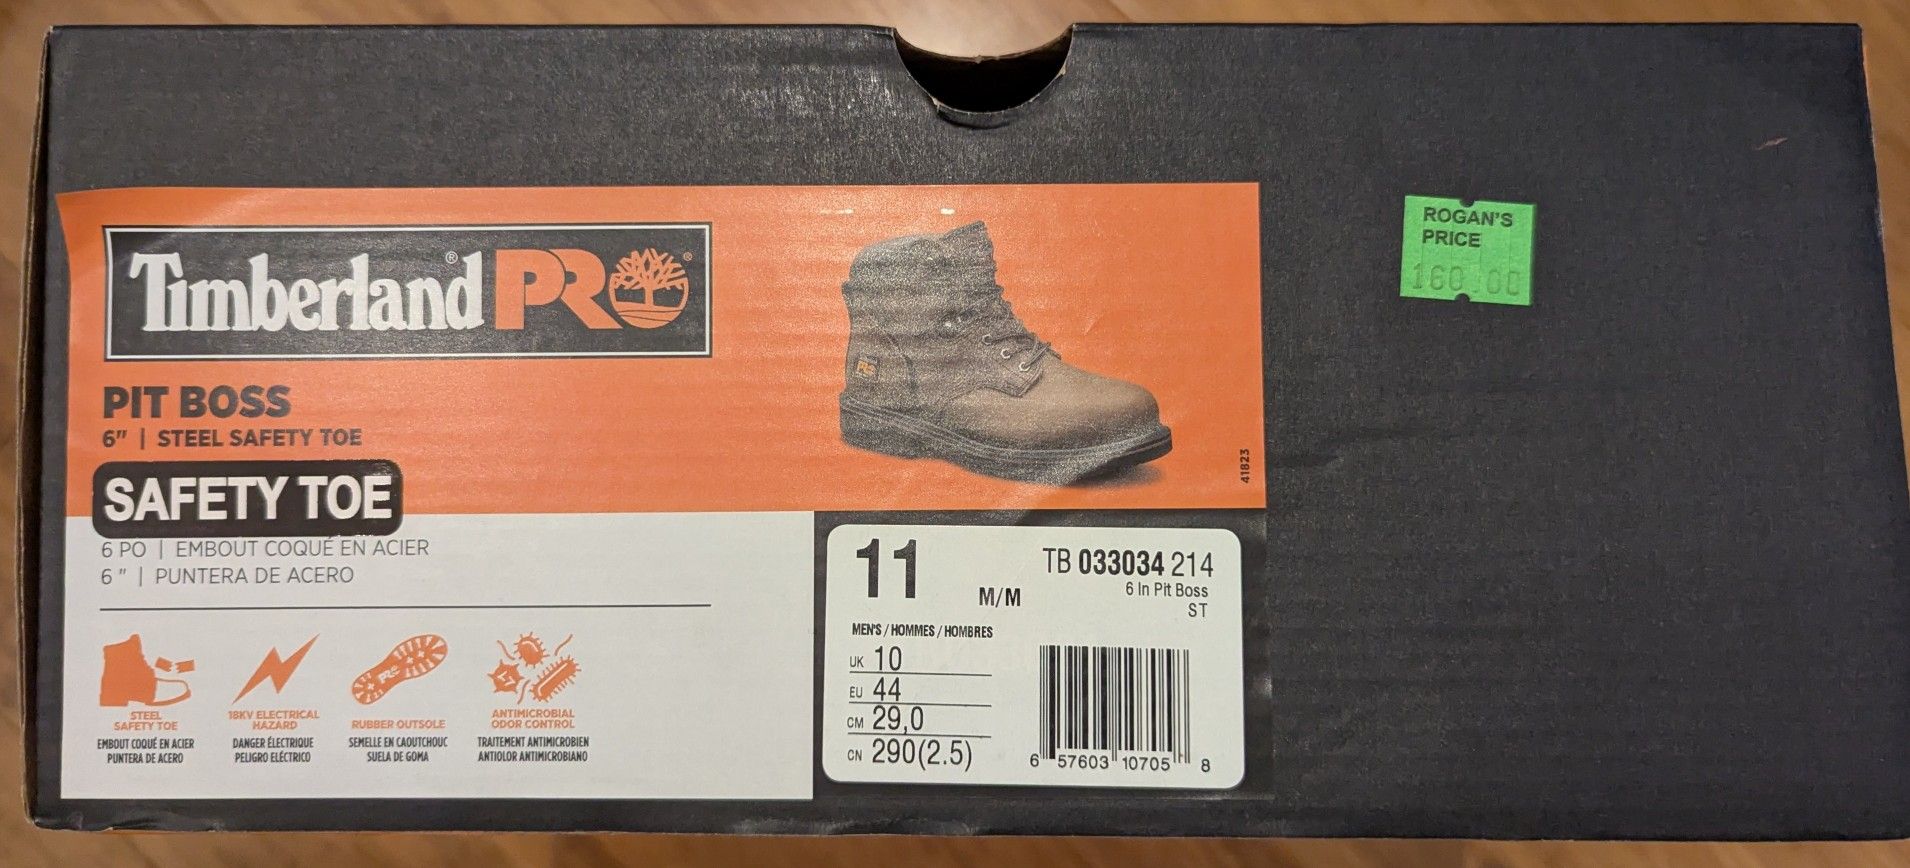 Timberland® PRO®
PIT BOSS
6" | STEEL SAFETY TOE
SAFETY TOE
6 PO | EMBOUT COQUÉ EN ACIER
6 " | PUNTERA DE ACERO
STEEL
SAFETY TOE
EMBOUT COQUÉ EN ACIER
PUNTERA DE ACERO
18KV ELECTRICAL
HAZARD
DANGER ÉLECTRIQUE
PELIGRO ELÉCTRICO
RUBBER OUTSOLE
SEMELLE EN CAOUTCHOUC
SUELA DE GOMA
ANTIMICROBIAL
ODOR CONTROL
TRAITEMENT ANTIMICROBIEN
ANTIOLOR ANTIMICROBIANO
41823
11 M/M
MEN'S / HOMMES / HOMBRES
UK 10
EU 44
CM 29,0
CN 290(2.5)
TB 033034 214
6 In Pit Boss
ST
6 57603 10705 8
ROGAN'S
PRICE
160.00